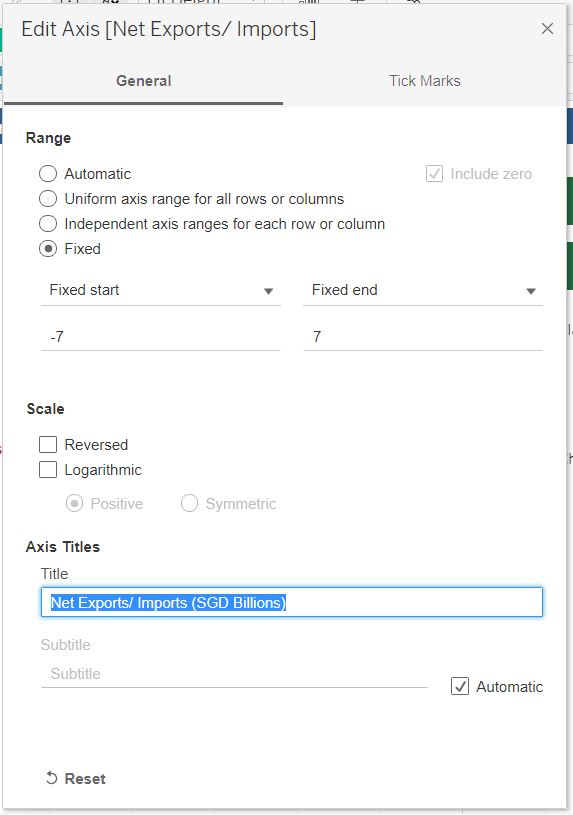 Edit Axis [Net Exports/ Imports]
General
Tick Marks
Range
Automatic
Include zero
Uniform axis range for all rows or columns
Independent axis ranges for each row or column
Fixed
Fixed start
Fixed end
-7
7
Scale
Reversed
Logarithmic
Positive
Symmetric
Axis Titles
Title
Net Exports/ Imports (SGD Billions)
Subtitle
Subtitle
Automatic
Reset